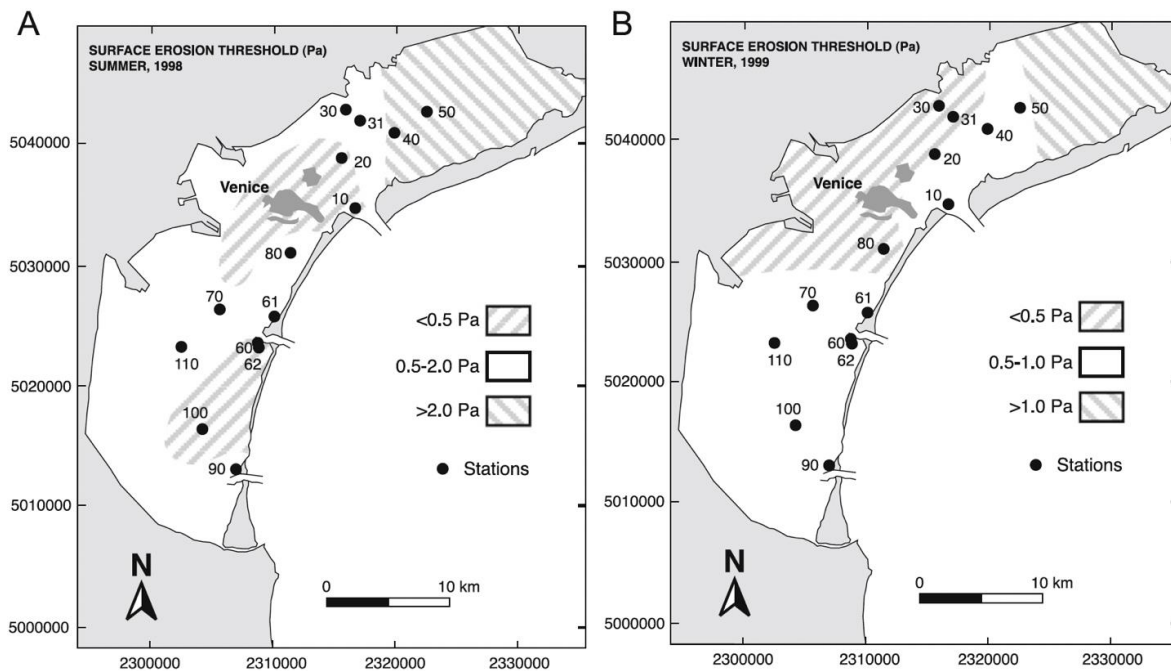 A
SURFACE EROSION THRESHOLD (Pa)
SUMMER, 1998
30
31
50
40
20
Venice
10
80
70
61
60
62
110
100
90
<0.5 Pa
0.5-2.0 Pa
>2.0 Pa
Stations
N
0 10 km
5040000
5030000
5020000
5010000
5000000
2300000 2310000 2320000 2330000
B
SURFACE EROSION THRESHOLD (Pa)
WINTER, 1999
30
31
50
40
20
Venice
10
80
70
61
60
62
110
100
90
<0.5 Pa
0.5-1.0 Pa
>1.0 Pa
Stations
N
0 10 km
5040000
5030000
5020000
5010000
5000000
2300000 2310000 2320000 2330000